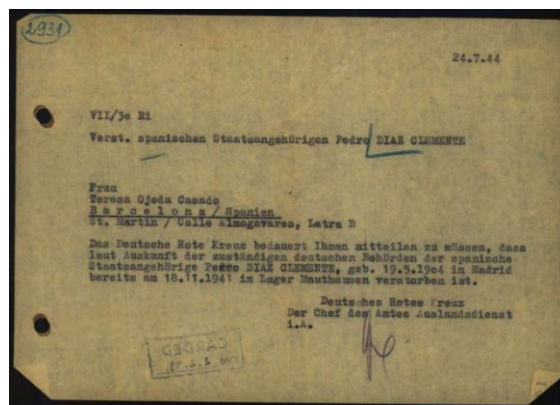 2931
24.7.44
VII/3e Ri
Verst. spanischen Staatsangehörigen Pedro DIAZ CLEMENTE
Frau
Teresa Ojeda Casado
Barcelona / Spanien
St. Martin / Calle Almogavares, Letra D
Das Deutsche Rote Kreuz bedauert Ihnen mitteilen zu müssen, dass
laut Auskunft der zuständigen deutschen Behörden der spanische
Staatsangehörige Pedro DIAZ CLEMENTE, geb. 19.5.1904 in Madrid
bereits am 18.11.1941 im Lager Mauthausen verstorben ist.
Deutsches Rotes Kreuz
Der Chef des Amtes Auslandsdienst
i.A.